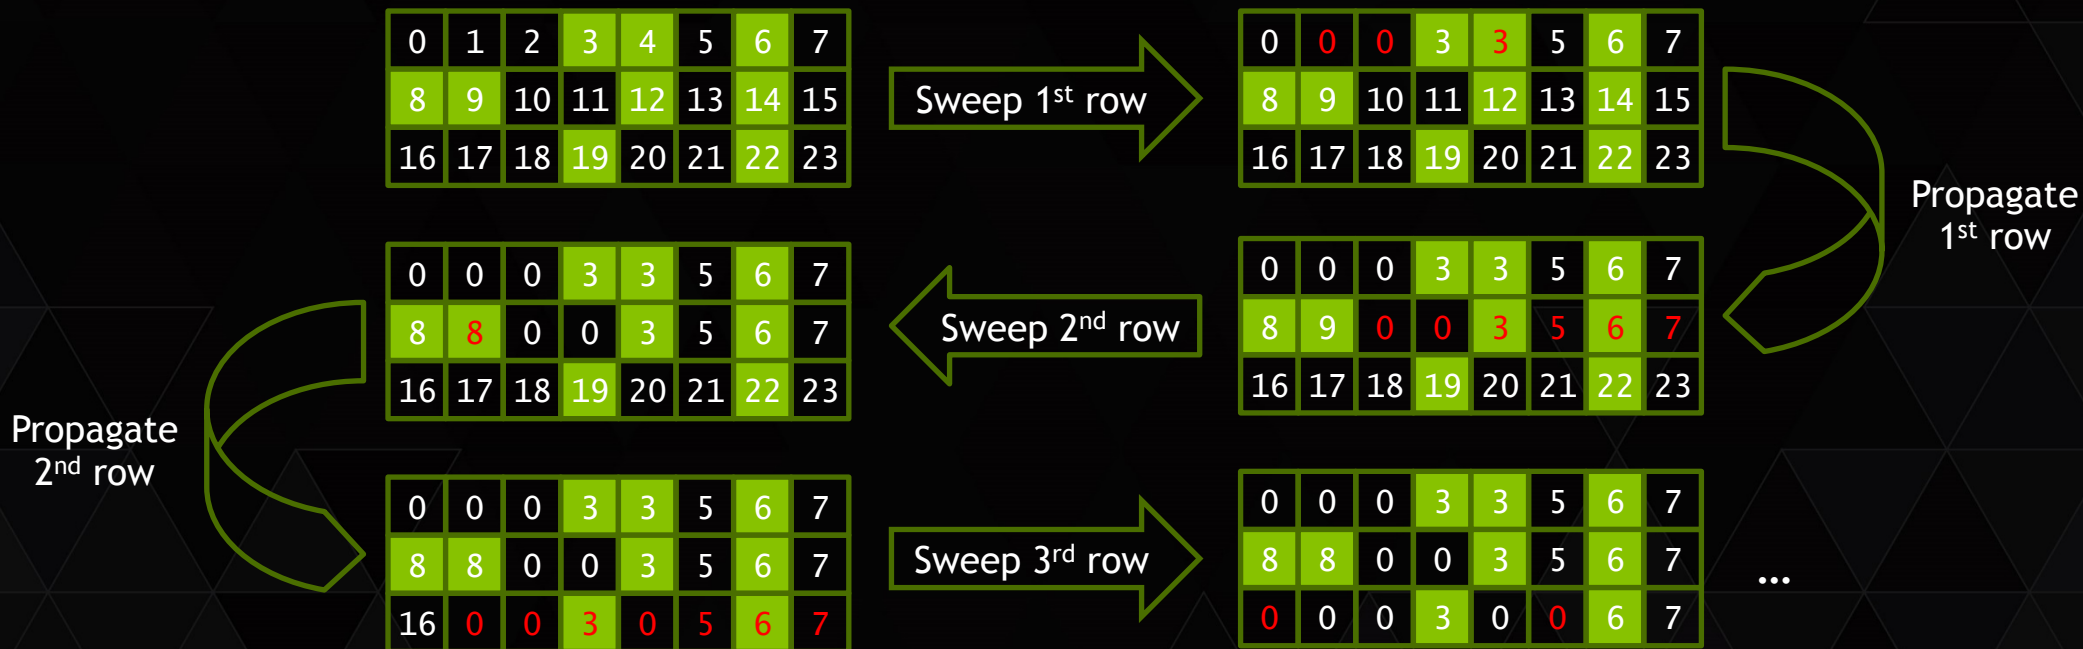 0 1 2 3 4 5 6 7
8 9 10 11 12 13 14 15
16 17 18 19 20 21 22 23
Sweep 1st row
0 0 0 3 3 5 6 7
8 9 10 11 12 13 14 15
16 17 18 19 20 21 22 23
Propagate
1st row
0 0 0 3 3 5 6 7
8 9 0 0 3 5 6 7
16 17 18 19 20 21 22 23
Sweep 2nd row
0 0 0 3 3 5 6 7
8 8 0 0 3 5 6 7
16 17 18 19 20 21 22 23
Propagate
2nd row
0 0 0 3 3 5 6 7
8 8 0 0 3 5 6 7
16 0 0 3 0 5 6 7
Sweep 3rd row
0 0 0 3 3 5 6 7
8 8 0 0 3 5 6 7
0 0 0 3 0 0 6 7
...